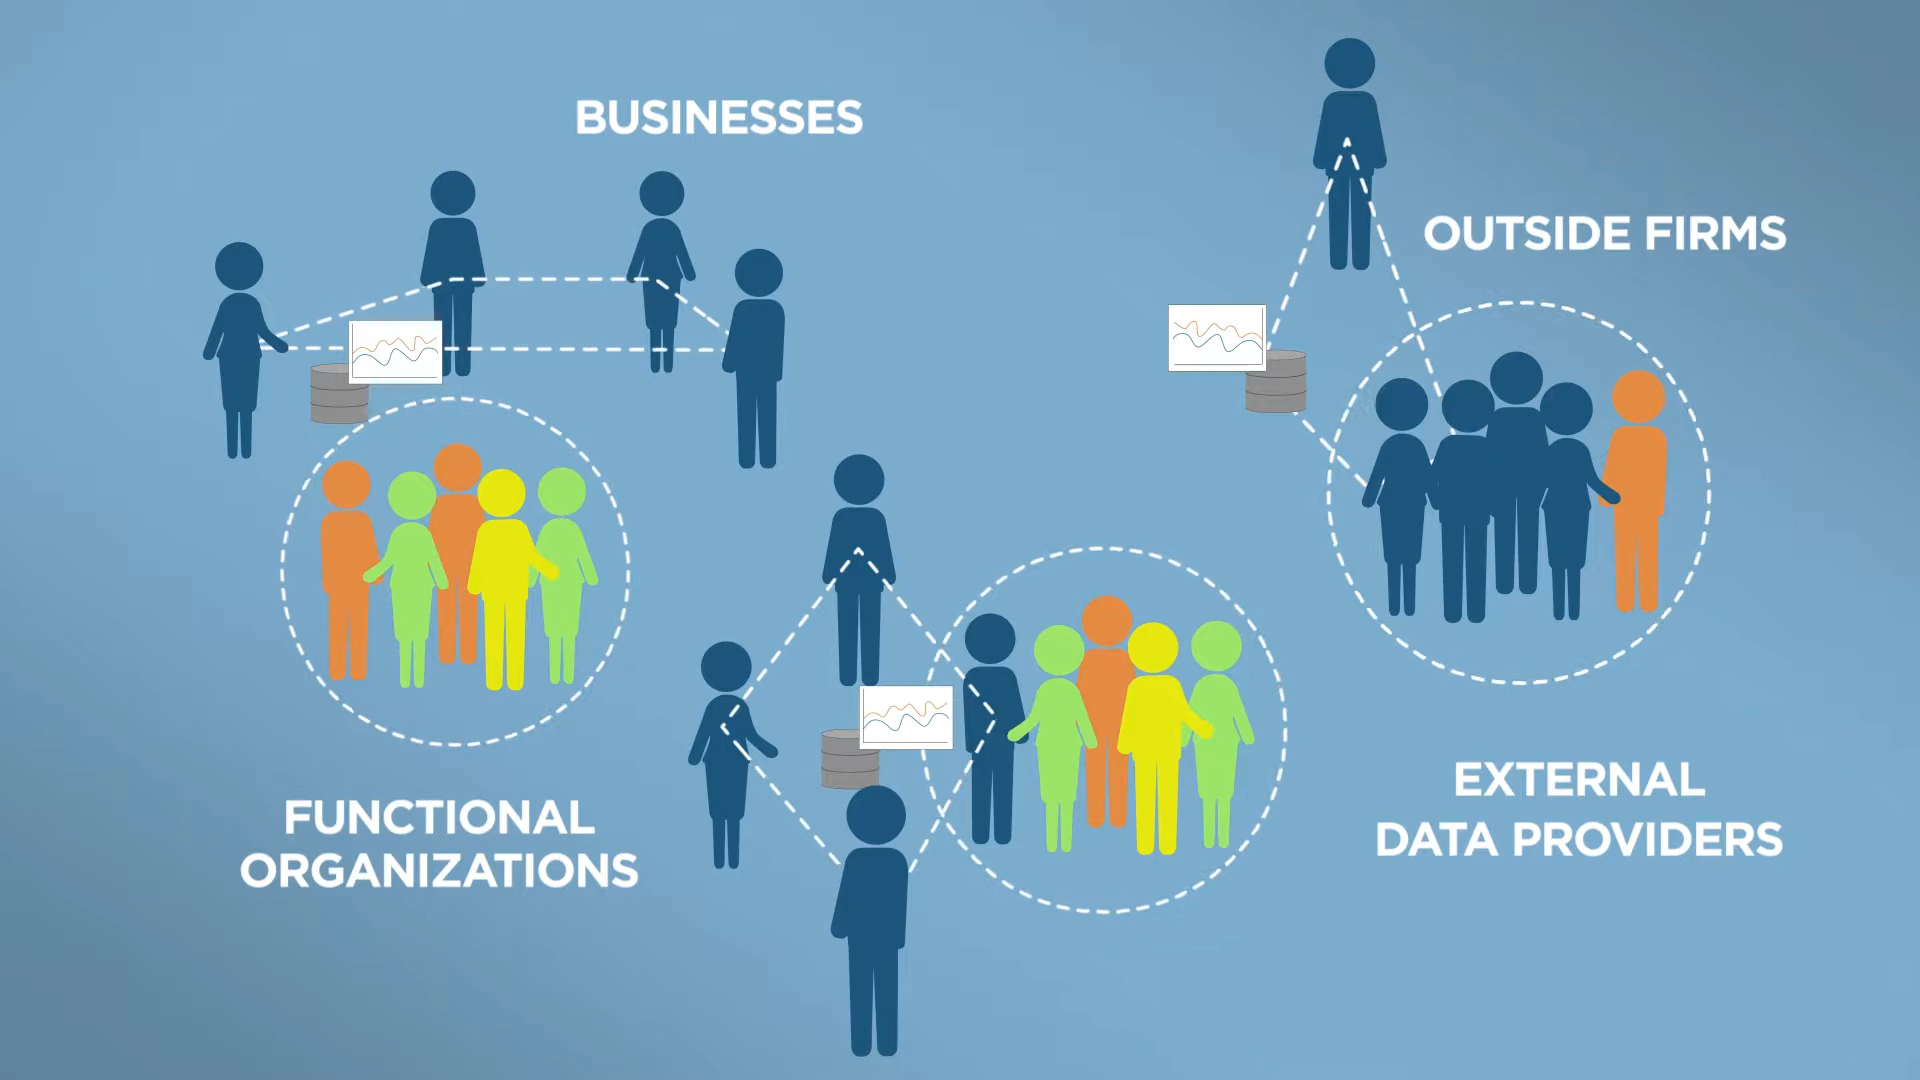 BUSINESSES
OUTSIDE FIRMS
FUNCTIONAL
ORGANIZATIONS
EXTERNAL
DATA PROVIDERS